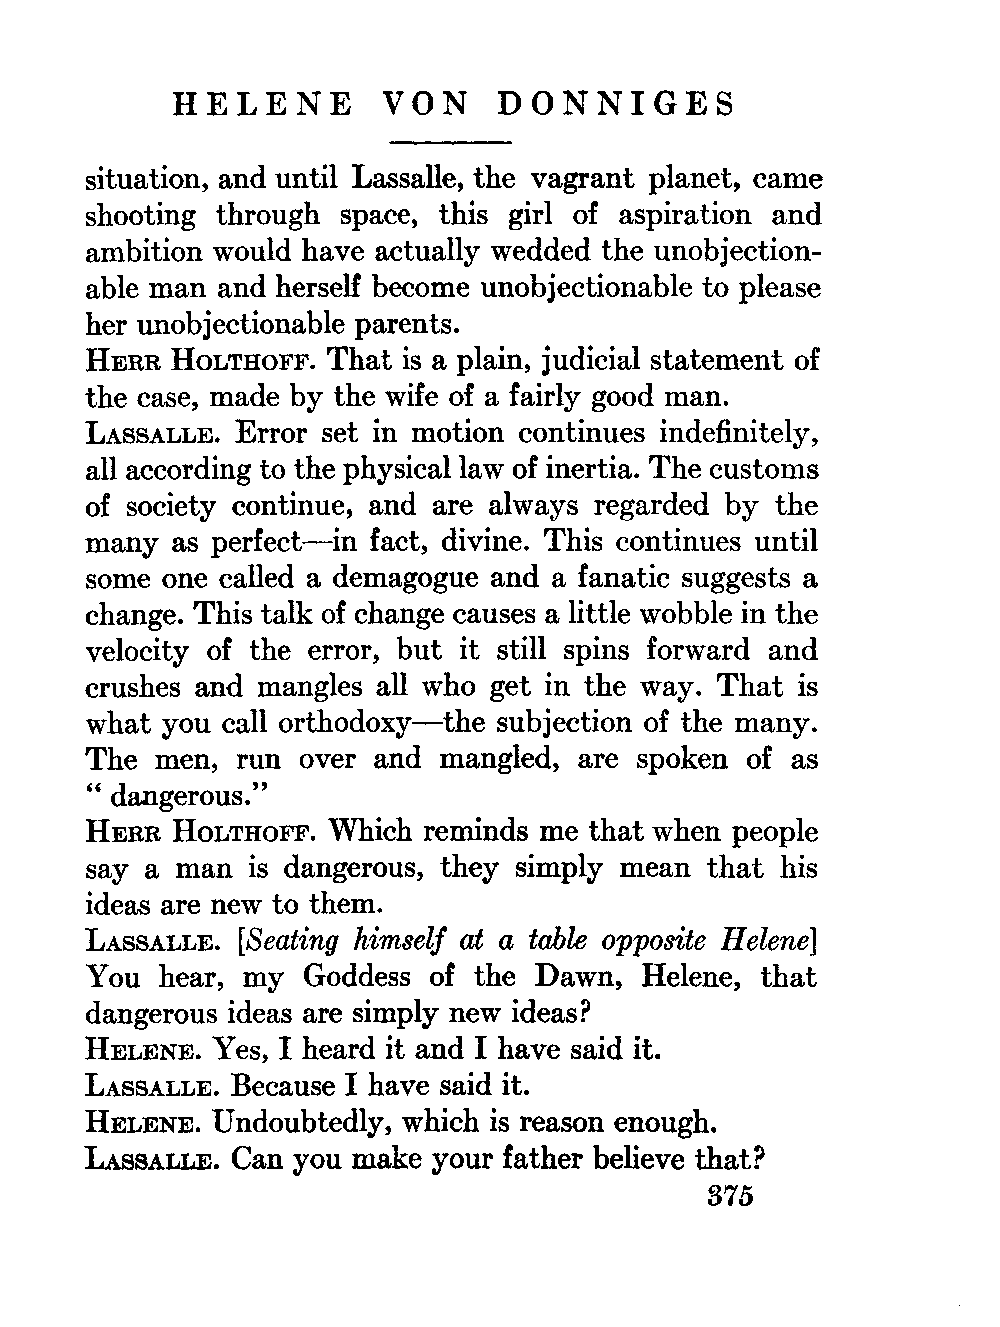 HELENE VON DONNIGES
situation, and until Lassalle, the vagrant planet, came
shooting through space, this girl of aspiration and
ambition would have actually wedded the unobjection-
able man and herself become unobjectionable to please
her unobjectionable parents.
HERR HOLTHOFF. That is a plain, judicial statement of
the case, made by the wife of a fairly good man.
LASSALLE. Error set in motion continues indefinitely,
all according to the physical law of inertia. The customs
of society continue, and are always regarded by the
many as perfect—in fact, divine. This continues until
some one called a demagogue and a fanatic suggests a
change. This talk of change causes a little wobble in the
velocity of the error, but it still spins forward and
crushes and mangles all who get in the way. That is
what you call orthodoxy—the subjection of the many.
The men, run over and mangled, are spoken of as
“ dangerous.”
HERR HOLTHOFF. Which reminds me that when people
say a man is dangerous, they simply mean that his
ideas are new to them.
LASSALLE. [Seating himself at a table opposite Helene]
You hear, my Goddess of the Dawn, Helene, that
dangerous ideas are simply new ideas?
HELENE. Yes, I heard it and I have said it.
LASSALLE. Because I have said it.
HELENE. Undoubtedly, which is reason enough.
LASSALLE. Can you make your father believe that?
375